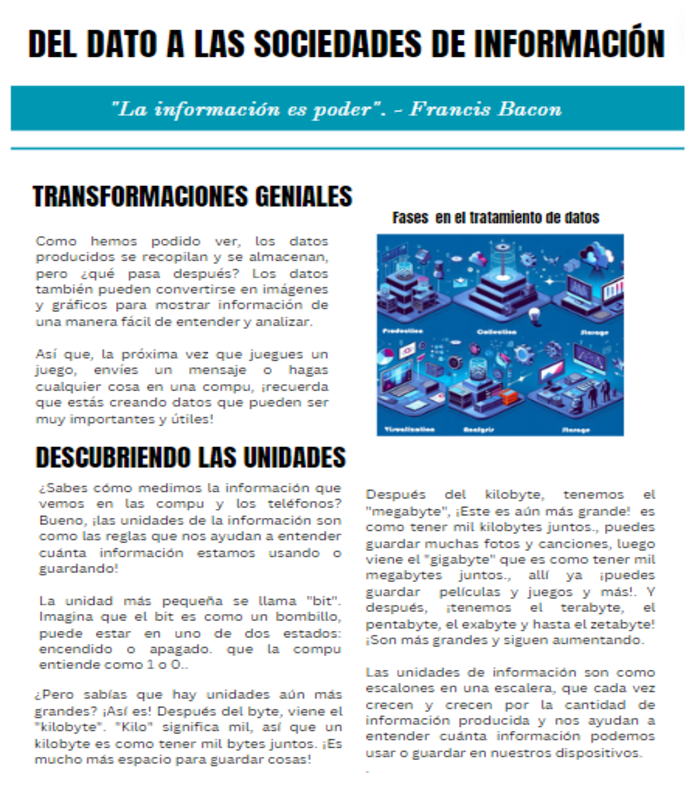 DEL DATO A LAS SOCIEDADES DE INFORMACIÓN
"La información es poder". - Francis Bacon
TRANSFORMACIONES GENIALES
Como hemos podido ver, los datos
producidos se recopilan y se almacenan,
pero ¿qué pasa después? Los datos
también pueden convertirse en imágenes
y gráficos para mostrar información de
una manera fácil de entender y analizar.
Así que, la próxima vez que juegues un
juego, envíes un mensaje o hagas
cualquier cosa en una compu, ¡recuerda
que estás creando datos que pueden ser
muy importantes y útiles!
Fases en el tratamiento de datos
Production Collection Storage
Visualization Analysis Storage
DESCUBRIENDO LAS UNIDADES
¿Sabes cómo medimos la información que
vemos en las compu y los teléfonos?
Bueno, ¡las unidades de la información son
como las reglas que nos ayudan a entender
cuánta información estamos usando o
guardando!
La unidad más pequeña se llama "bit".
Imagina que el bit es como un bombillo,
puede estar en uno de dos estados:
encendido o apagado. que la compu
entiende como 1 o 0..
¿Pero sabías que hay unidades aún más
grandes? ¡Así es! Después del byte, viene el
"kilobyte". "Kilo" significa mil, así que un
kilobyte es como tener mil bytes juntos. ¡Es
mucho más espacio para guardar cosas!
Después del kilobyte, tenemos el
"megabyte", ¡Este es aún más grande! es
como tener mil kilobytes juntos., puedes
guardar muchas fotos y canciones, luego
viene el "gigabyte" que es como tener mil
megabytes juntos., allí ya ¡puedes
guardar películas y juegos y más!. Y
después, ¡tenemos el terabyte, el
pentabyte, el exabyte y hasta el zetabyte!
¡Son más grandes y siguen aumentando.
Las unidades de información son como
escalones en una escalera, que cada vez
crecen y crecen por la cantidad de
información producida y nos ayudan a
entender cuánta información podemos
usar o guardar en nuestros dispositivos.
.